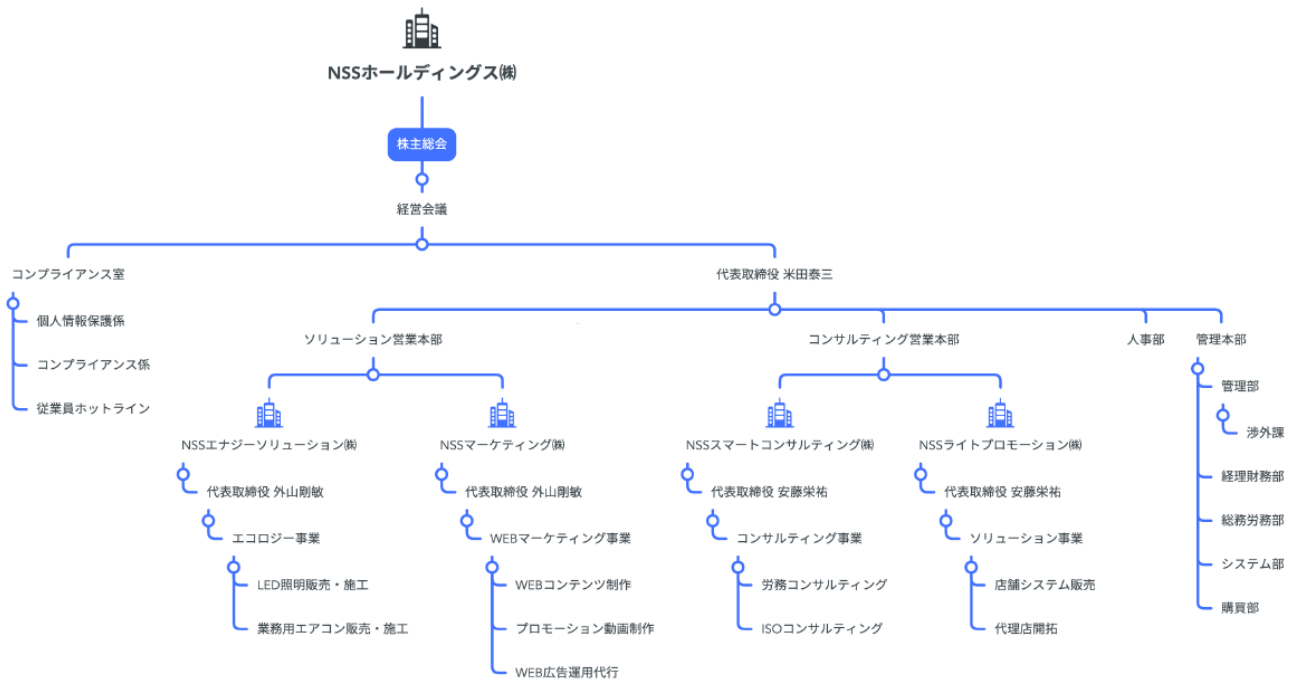 NSSホールディングス㈱
株主総会
経営会議
コンプライアンス室
個人情報保護係
コンプライアンス係
従業員ホットライン
代表取締役 米田泰三
ソリューション営業本部
NSSエナジーソリューション㈱
代表取締役 外山剛敏
エコロジー事業
LED照明販売・施工
業務用エアコン販売・施工
NSSマーケティング㈱
代表取締役 外山剛敏
WEBマーケティング事業
WEBコンテンツ制作
プロモーション動画制作
WEB広告運用代行
コンサルティング営業本部
NSSスマートコンサルティング㈱
代表取締役 安藤栄祐
コンサルティング事業
労務コンサルティング
ISOコンサルティング
NSSライトプロモーション㈱
代表取締役 安藤栄祐
ソリューション事業
店舗システム販売
代理店開拓
人事部
管理本部
管理部
渉外課
経理財務部
総務労務部
システム部
購買部